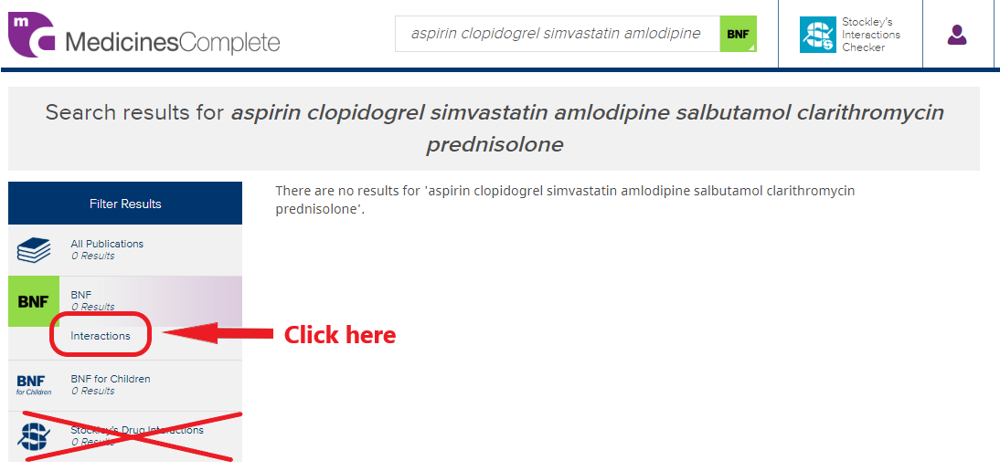 m
MedicinesComplete
aspirin clopidogrel simvastatin amlodipine
BNF
Stockley's
Interactions
Checker
Search results for aspirin clopidogrel simvastatin amlodipine salbutamol clarithromycin
prednisolone
Filter Results
There are no results for 'aspirin clopidogrel simvastatin amlodipine salbutamol clarithromycin
prednisolone'.
All Publications
0 Results
BNF
BNF
0 Results
Interactions
Click here
BNF
for Children
BNF for Children
0 Results
Stockley's Drug Interactions
0 Results